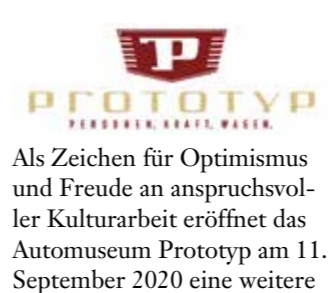 P
PROTOTYP
PERSONEN. KRAFT. WAGEN.
Als Zeichen für Optimismus
und Freude an anspruchsvol-
ler Kulturarbeit eröffnet das
Automuseum Prototyp am 11.
September 2020 eine weitere